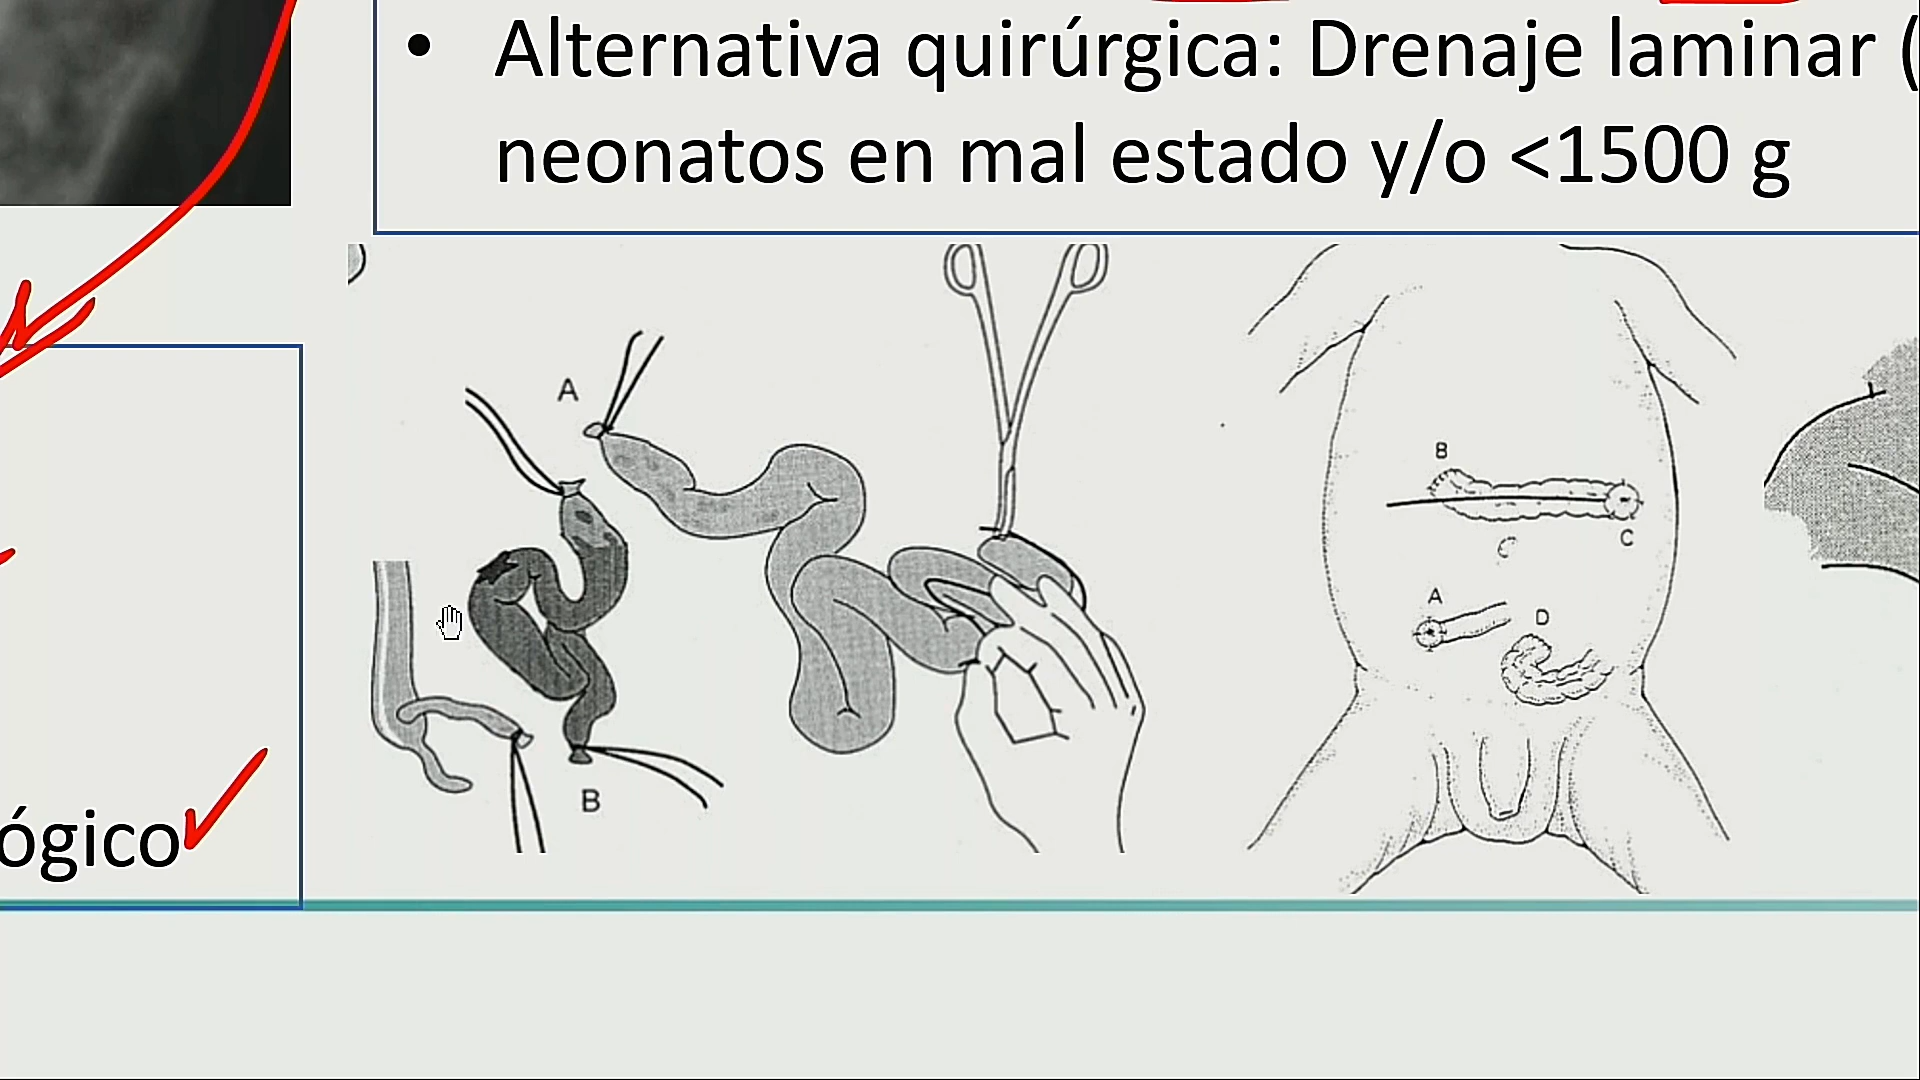 • Alternativa quirúrgica: Drenaje laminar (
neonatos en mal estado y/o <1500 g
A
B
B
C
A
D
ógico